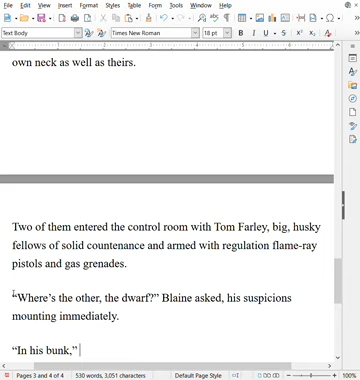 File Edit View Insert Format Styles Table Form Tools Window Help
Text Body Times New Roman 18 pt
own neck as well as theirs.
Two of them entered the control room with Tom Farley, big, husky
fellows of solid countenance and armed with regulation flame-ray
pistols and gas grenades.
“Where’s the other, the dwarf?” Blaine asked, his suspicions
mounting immediately.
“In his bunk,”
Pages 3 and 4 of 4 530 words, 3,051 characters Default Page Style 100%